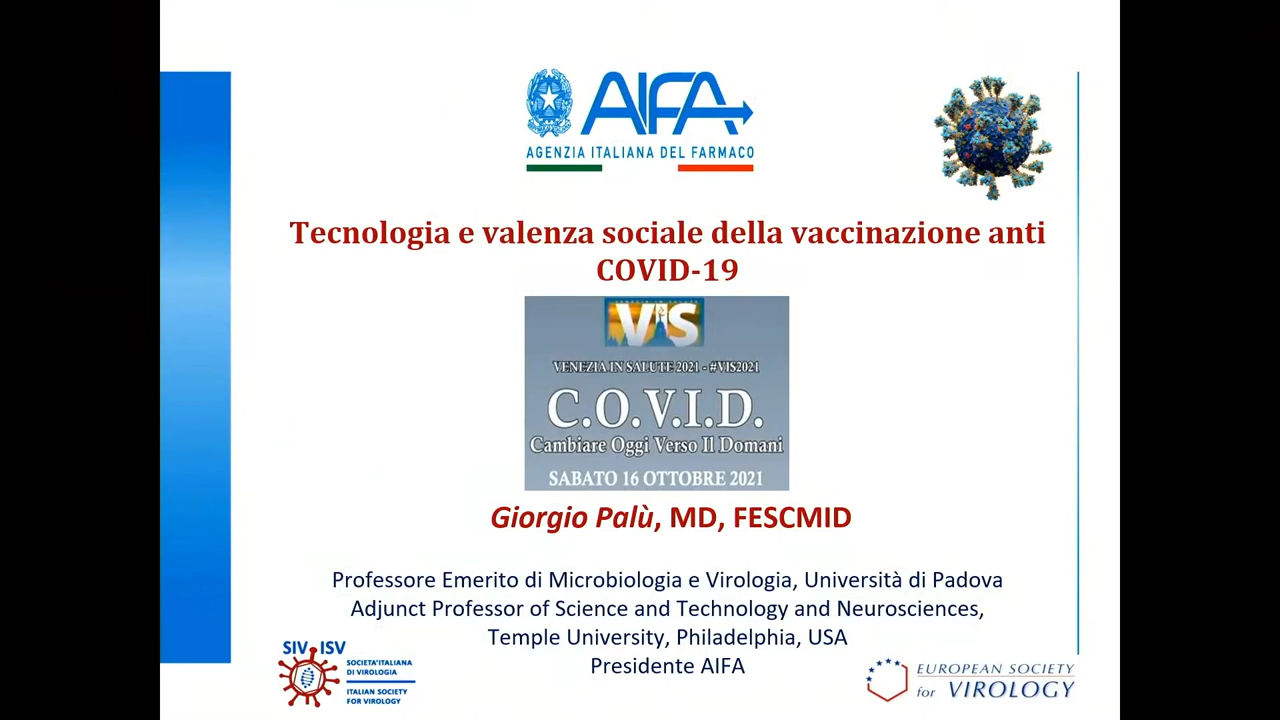 AIFA
AGENZIA ITALIANA DEL FARMACO
Tecnologia e valenza sociale della vaccinazione anti
COVID-19
VIS
VENEZIA IN SALUTE 2021 - #VIS2021
C.O.V.I.D.
Cambiare Oggi Verso Il Domani
SABATO 16 OTTOBRE 2021
Giorgio Palù, MD, FESCMID
Professore Emerito di Microbiologia e Virologia, Università di Padova
Adjunct Professor of Science and Technology and Neurosciences,
Temple University, Philadelphia, USA
Presidente AIFA
SIV ISV
SOCIETA'ITALIANA
DI VIROLOGIA
ITALIAN SOCIETY
FOR VIROLOGY
EUROPEAN SOCIETY
for VIROLOGY